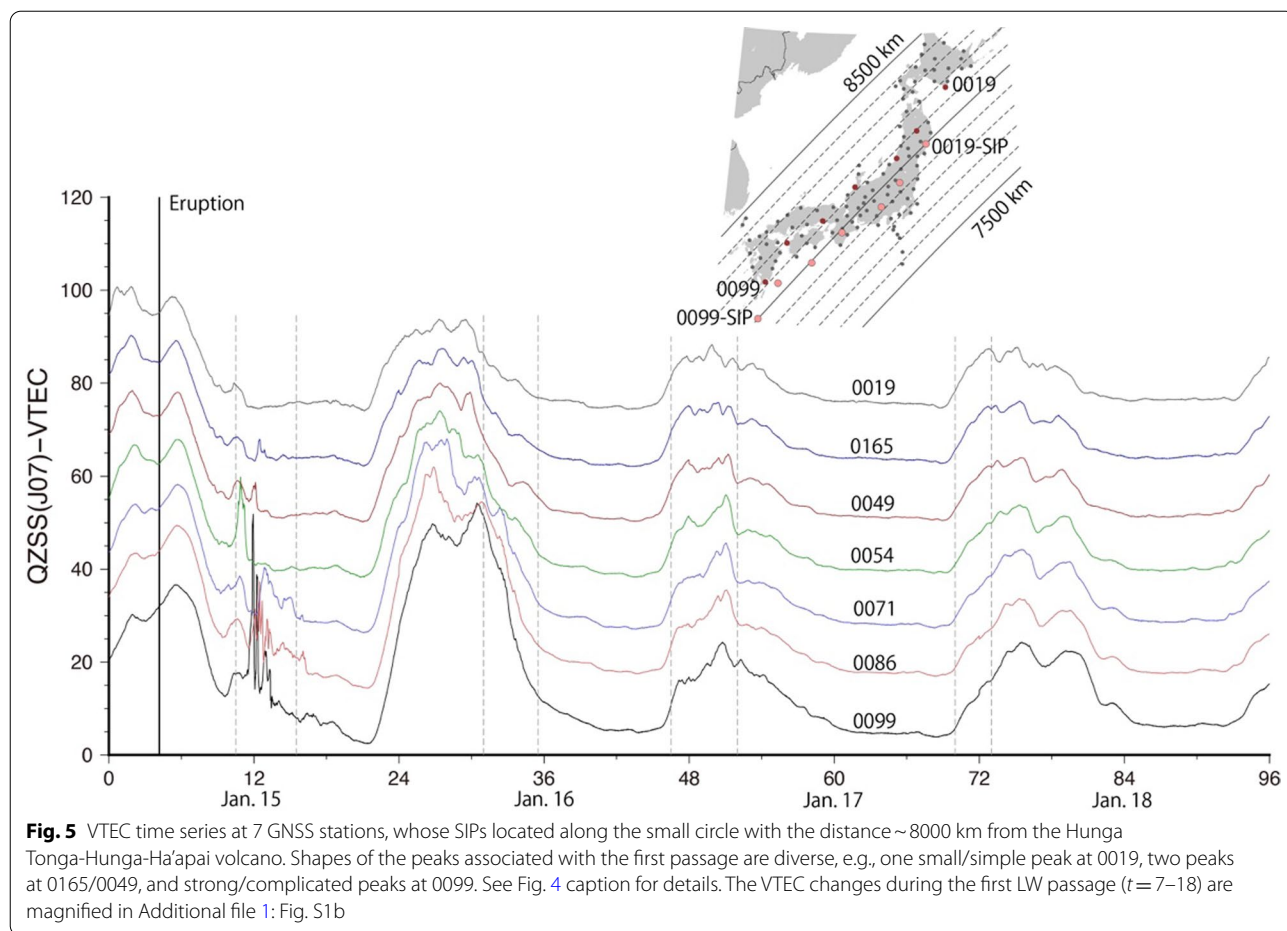 8500 km
0019
0019-SIP
7500 km
0099
0099-SIP
QZSS(J07)−VTEC
120
100
80
60
40
20
0
Eruption
0019
0165
0049
0054
0071
0086
0099
0 12 24 36 48 60 72 84 96
Jan. 15 Jan. 16 Jan. 17 Jan. 18
Fig. 5 VTEC time series at 7 GNSS stations, whose SIPs located along the small circle with the distance ~ 8000 km from the Hunga
Tonga-Hunga-Ha'apai volcano. Shapes of the peaks associated with the first passage are diverse, e.g., one small/simple peak at 0019, two peaks
at 0165/0049, and strong/complicated peaks at 0099. See Fig. 4 caption for details. The VTEC changes during the first LW passage (t = 7–18) are
magnified in Additional file 1: Fig. S1b